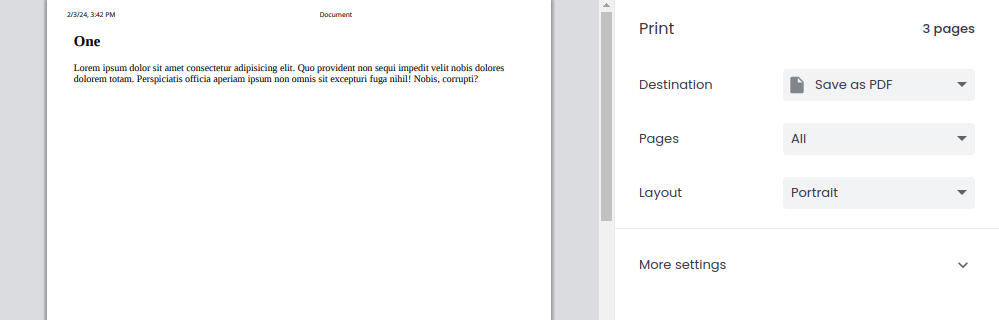 2/3/24, 3:42 PM
Document
One
Lorem ipsum dolor sit amet consectetur adipisicing elit. Quo provident non sequi impedit velit nobis dolores
dolorem totam. Perspiciatis officia aperiam ipsum non omnis sit excepturi fuga nihil! Nobis, corrupti?
Print
3 pages
Destination
Save as PDF
Pages
All
Layout
Portrait
More settings